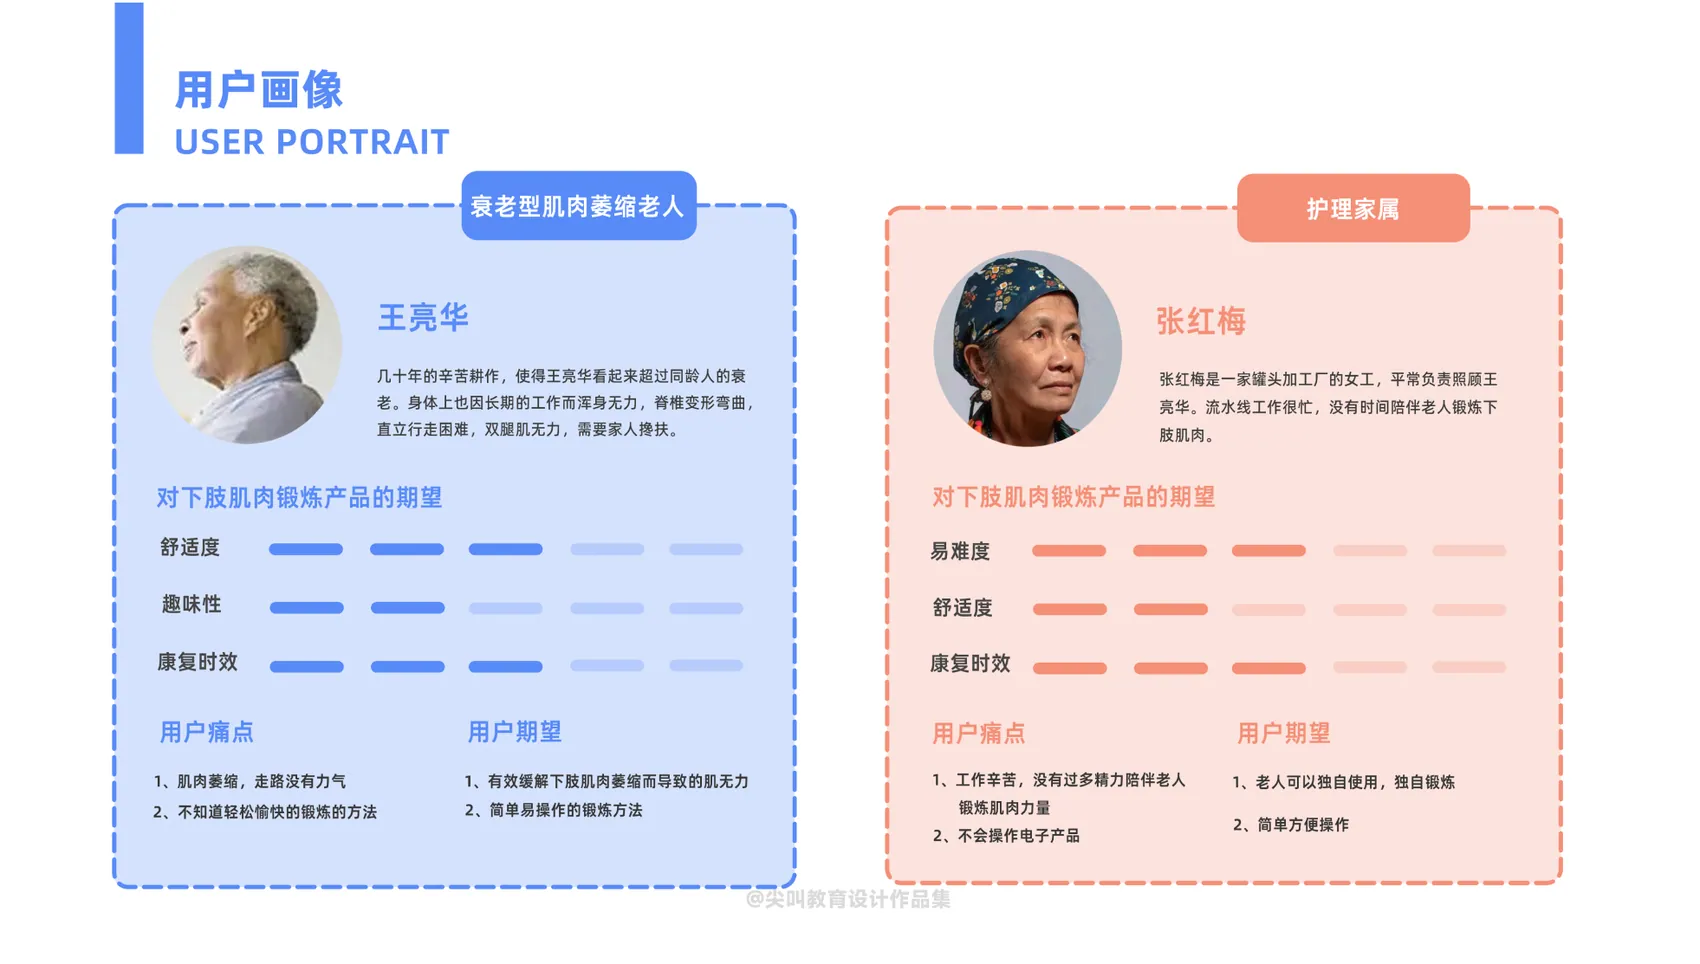 用户画像
USER PORTRAIT
衰老型肌肉萎缩老人
王亮华
几十年的辛苦耕作，使得王亮华看起来超过同龄人的衰
老。身体上也因长期的工作而浑身无力，脊椎变形弯曲，
直立行走困难，双腿肌无力，需要家人搀扶。
对下肢肌肉锻炼产品的期望
舒适度
趣味性
康复时效
用户痛点
1、肌肉萎缩，走路没有力气
2、不知道轻松愉快的锻炼的方法
用户期望
1、有效缓解下肢肌肉萎缩而导致的肌无力
2、简单易操作的锻炼方法
护理家属
张红梅
张红梅是一家罐头加工厂的女工，平常负责照顾王
亮华。流水线工作很忙，没有时间陪伴老人锻炼下
肢肌肉。
对下肢肌肉锻炼产品的期望
易难度
舒适度
康复时效
用户痛点
1、工作辛苦，没有过多精力陪伴老人
锻炼肌肉力量
2、不会操作电子产品
用户期望
1、老人可以独自使用，独自锻炼
2、简单方便操作
@尖叫教育设计作品集